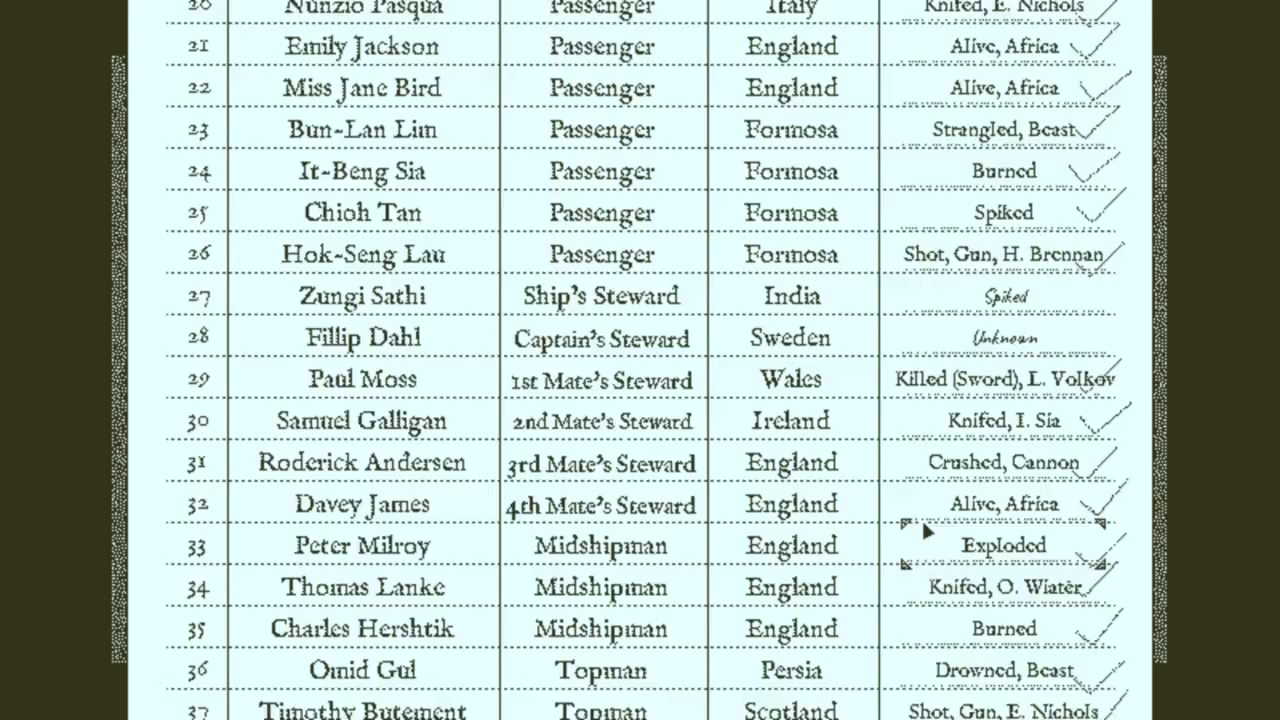 20 Nunzio Pasqua Passenger Italy Knifed, E. Nichols
21 Emily Jackson Passenger England Alive, Africa
22 Miss Jane Bird Passenger England Alive, Africa
23 Bun-Lan Lim Passenger Formosa Strangled, Beast
24 It-Beng Sia Passenger Formosa Burned
25 Chioh Tan Passenger Formosa Spiked
26 Hok-Seng Lau Passenger Formosa Shot, Gun, H. Brennan
27 Zungi Sathi Ship's Steward India Spiked
28 Fillip Dahl Captain's Steward Sweden Unknown
29 Paul Moss 1st Mate's Steward Wales Killed (Sword), L. Volkov
30 Samuel Galligan 2nd Mate's Steward Ireland Knifed, I. Sia
31 Roderick Andersen 3rd Mate's Steward England Crushed, Cannon
32 Davey James 4th Mate's Steward England Alive, Africa
33 Peter Milroy Midshipman England Exploded
34 Thomas Lanke Midshipman England Knifed, O. Wiater
35 Charles Hershtik Midshipman England Burned
36 Omid Gul Topman Persia Drowned, Beast
37 Timothy Butement Topman Scotland Shot, Gun, E. Nichols